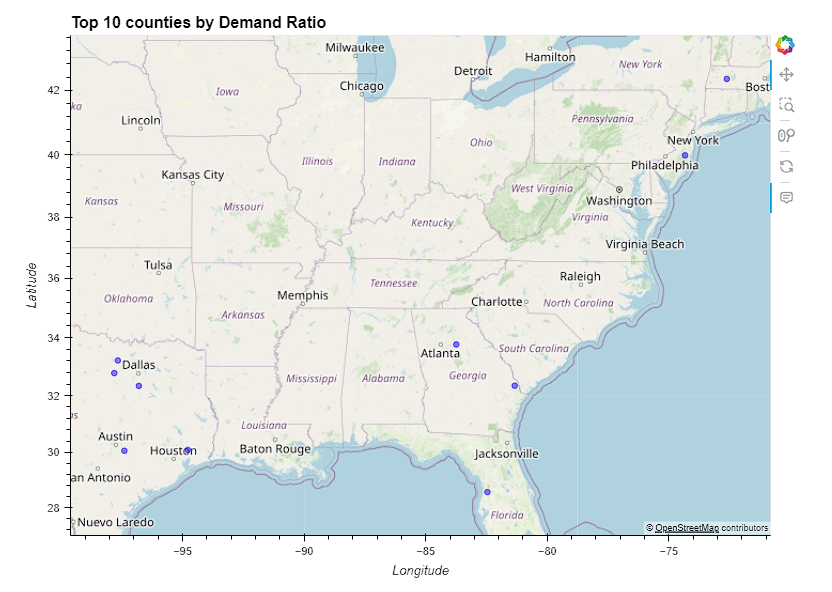 Top 10 counties by Demand Ratio
Milwaukee
Hamilton
New York
Detroit
Chicago
Bost
Iowa
ka
Lincoln
Pennsylvania
New York
Ohio
Illinois
Indiana
Philadelphia
Kansas City
West Virginia
Washington
Kansas
Missouri
Virginia
Kentucky
Virginia Beach
Tulsa
Raleigh
Tennessee
Oklahoma
Memphis
Charlotte
North Carolina
Arkansas
Atlanta
South Carolina
Dallas
Mississippi
Alabama
Georgia
as
Louisiana
Austin
Houston
Baton Rouge
Jacksonville
an Antonio
Florida
Nuevo Laredo
© OpenStreetMap contributors
42
40
38
36
34
32
30
28
Latitude
−95
−90
−85
−80
−75
Longitude